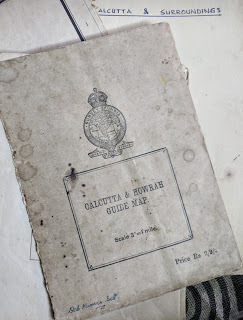 CALCUTTA & SURROUNDINGS
CALCUTTA & HOWRAH
GUIDE MAP
Scale 3"=1 mile.
Price Rs 2/8/-